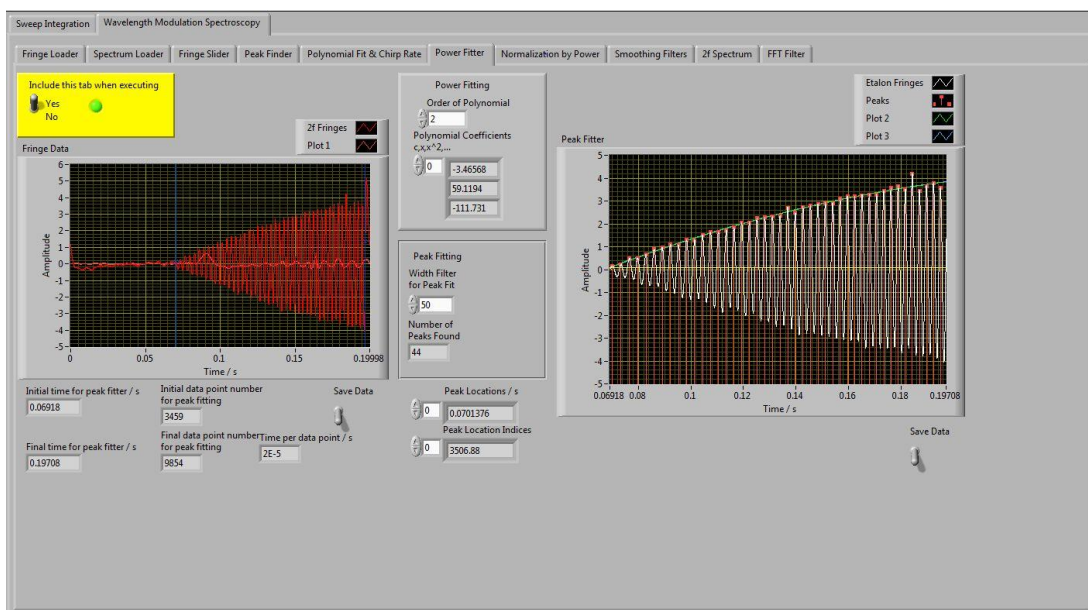 Sweep Integration Wavelength Modulation Spectroscopy
Fringe Loader Spectrum Loader Fringe Slider Peak Finder Polynomial Fit & Chirp Rate Power Fitter Normalization by Power Smoothing Filters 2f Spectrum FFT Filter
Include this tab when executing
Yes
No
2f Fringes
Plot 1
Fringe Data
Amplitude
6
5
4
3
2
1
0
-1
-2
-3
-4
-5
0 0.05 0.1 0.15 0.19998
Time / s
Initial time for peak fitter / s
0.06918
Initial data point number
for peak fitting
3459
Save Data
Final time for peak fitter / s
0.19708
Final data point number
for peak fitting
9854
Time per data point / s
2E-5
Power Fitting
Order of Polynomial
2
Polynomial Coefficients
c,x,x^2,...
0
-3.46568
59.1194
-111.731
Peak Fitting
Width Filter
for Peak Fit
50
Number of
Peaks Found
44
Peak Locations / s
0 0.0701376
Peak Location Indices
0 3506.88
Etalon Fringes
Peaks
Plot 2
Plot 3
Peak Fitter
Amplitude
5
4
3
2
1
0
-1
-2
-3
-4
-5
0.06918 0.08 0.1 0.12 0.14 0.16 0.18 0.19708
Time / s
Save Data